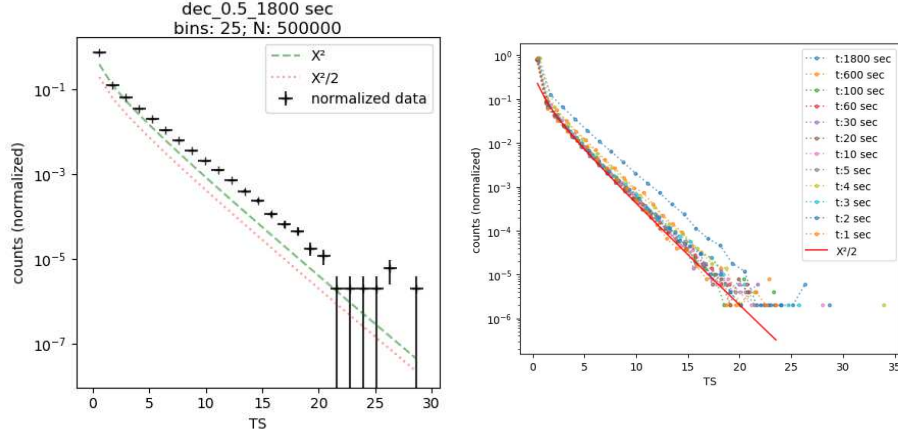 dec_0.5_1800 sec
bins: 25; N: 500000
X²
X²/2
normalized data
counts (normalized)
10⁻¹
10⁻³
10⁻⁵
10⁻⁷
0 5 10 15 20 25 30
TS
t:1800 sec
t:600 sec
t:100 sec
t:60 sec
t:30 sec
t:20 sec
t:10 sec
t:5 sec
t:4 sec
t:3 sec
t:2 sec
t:1 sec
X²/2
counts (normalized)
10⁰
10⁻¹
10⁻²
10⁻³
10⁻⁴
10⁻⁵
10⁻⁶
0 5 10 15 20 25 30 35
TS